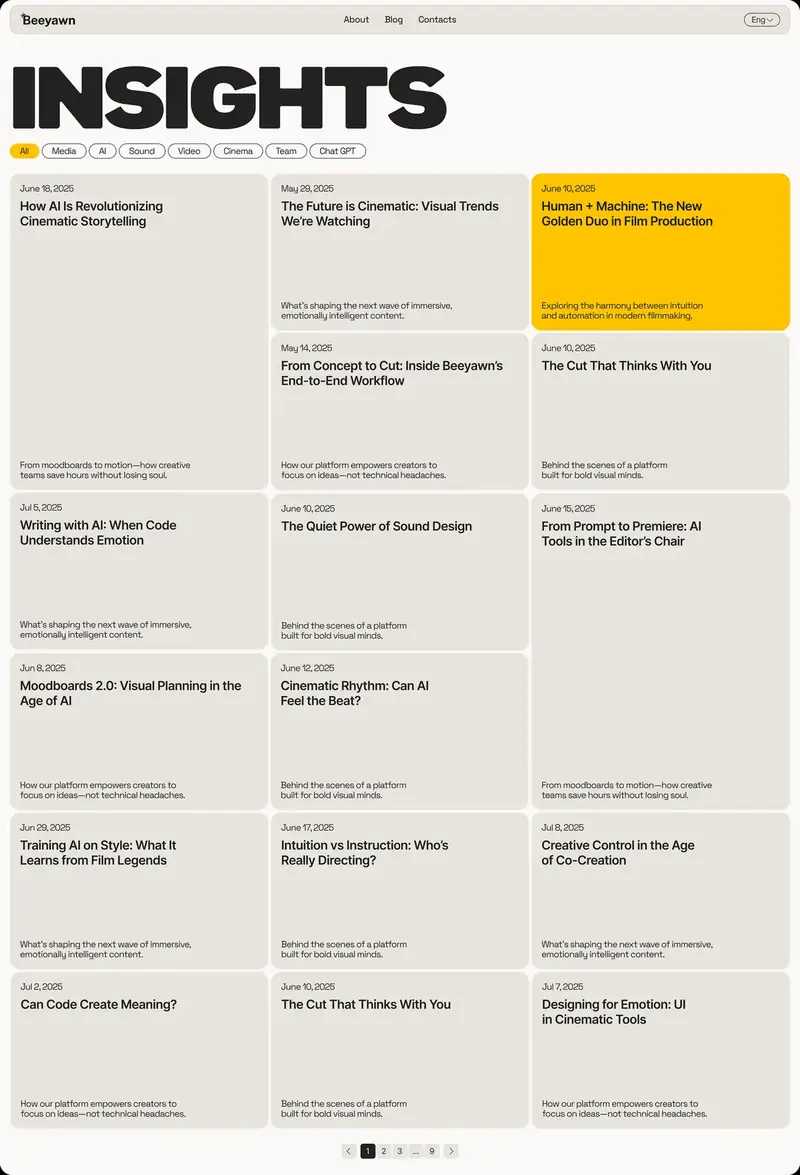 Beeyawn
About
Blog
Contacts
Eng
INSIGHTS
All
Media
AI
Sound
Video
Cinema
Team
Chat GPT
June 18, 2025
How AI Is Revolutionizing
Cinematic Storytelling
From moodboards to motion—how creative
teams save hours without losing soul.
May 29, 2025
The Future is Cinematic: Visual Trends
We’re Watching
What’s shaping the next wave of immersive,
emotionally intelligent content.
June 10, 2025
Human + Machine: The New
Golden Duo in Film Production
Exploring the harmony between intuition
and automation in modern filmmaking.
May 14, 2025
From Concept to Cut: Inside Beeyawn’s
End-to-End Workflow
How our platform empowers creators to
focus on ideas—not technical headaches.
June 10, 2025
The Cut That Thinks With You
Behind the scenes of a platform
built for bold visual minds.
Jul 5, 2025
Writing with AI: When Code
Understands Emotion
What’s shaping the next wave of immersive,
emotionally intelligent content.
June 10, 2025
The Quiet Power of Sound Design
Behind the scenes of a platform
built for bold visual minds.
June 15, 2025
From Prompt to Premiere: AI
Tools in the Editor’s Chair
From moodboards to motion—how creative
teams save hours without losing soul.
Jun 8, 2025
Moodboards 2.0: Visual Planning in the
Age of AI
How our platform empowers creators to
focus on ideas—not technical headaches.
June 12, 2025
Cinematic Rhythm: Can AI
Feel the Beat?
Behind the scenes of a platform
built for bold visual minds.
Jun 29, 2025
Training AI on Style: What It
Learns from Film Legends
What’s shaping the next wave of immersive,
emotionally intelligent content.
June 17, 2025
Intuition vs Instruction: Who’s
Really Directing?
Behind the scenes of a platform
built for bold visual minds.
Jul 8, 2025
Creative Control in the Age
of Co-Creation
What’s shaping the next wave of immersive,
emotionally intelligent content.
Jul 2, 2025
Can Code Create Meaning?
How our platform empowers creators to
focus on ideas—not technical headaches.
June 10, 2025
The Cut That Thinks With You
Behind the scenes of a platform
built for bold visual minds.
Jul 7, 2025
Designing for Emotion: UI
in Cinematic Tools
How our platform empowers creators to
focus on ideas—not technical headaches.
1 2 3 ... 9